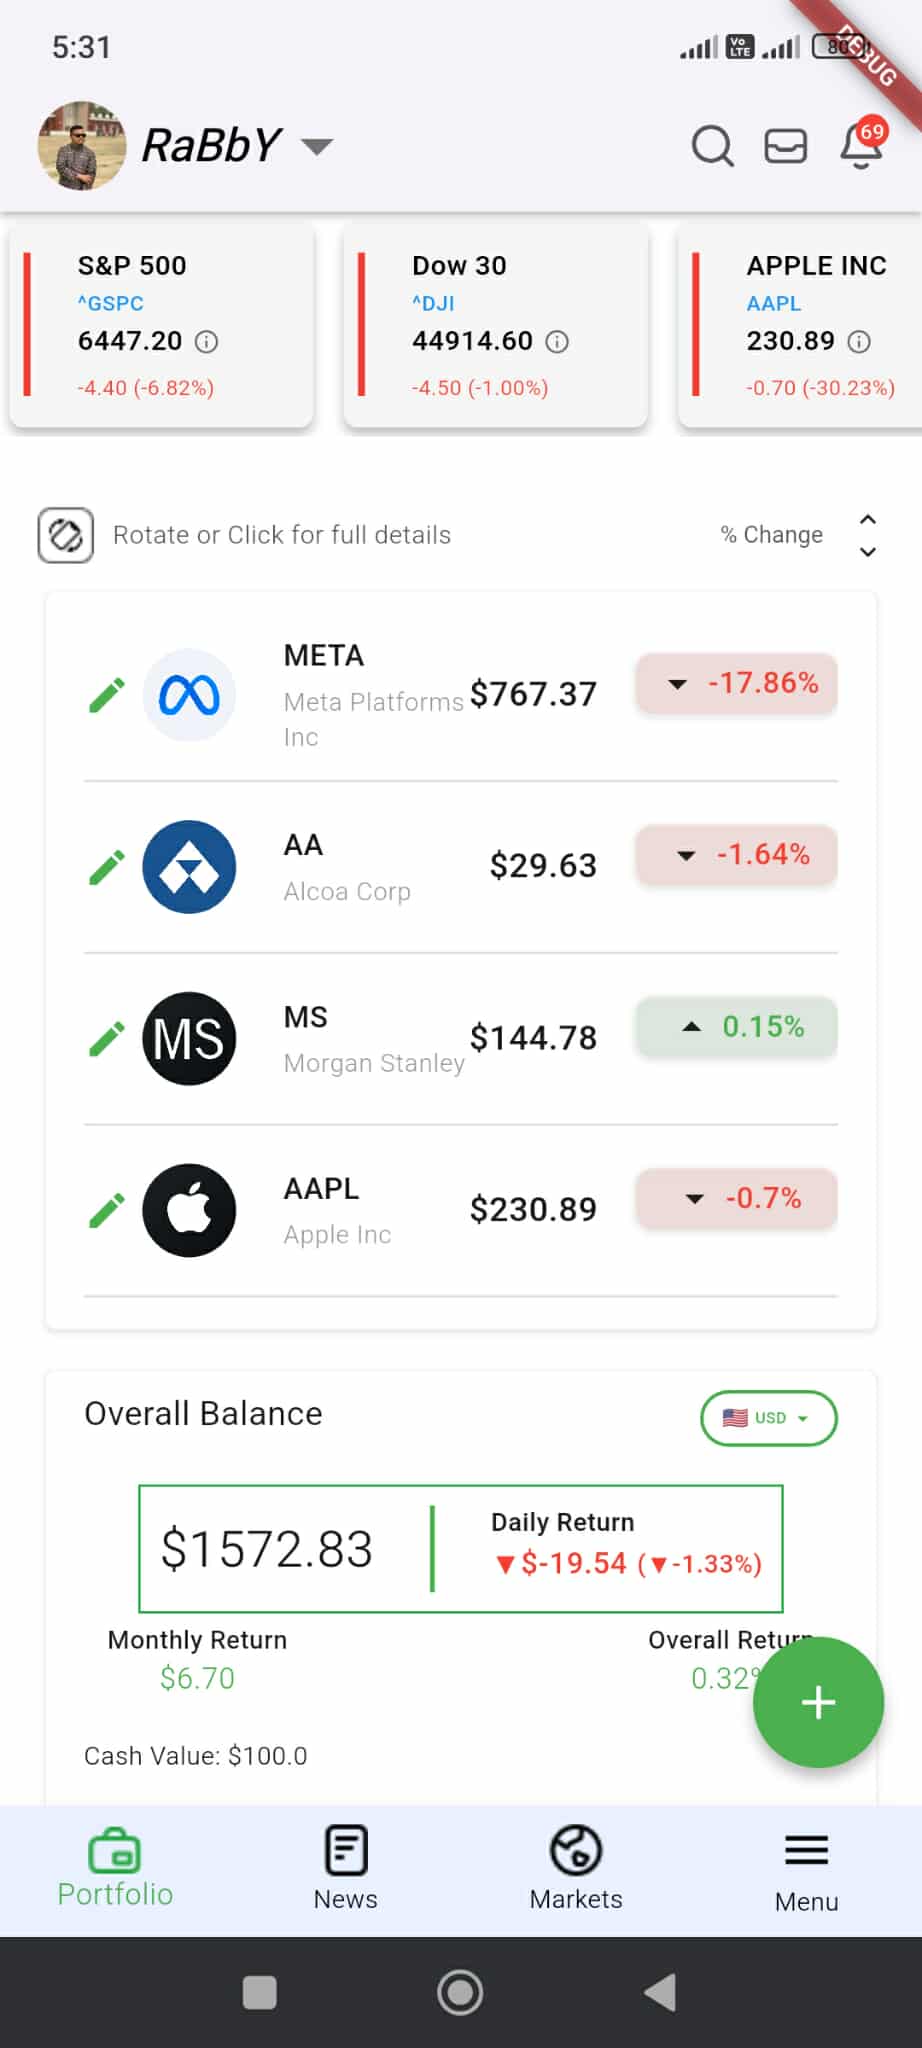 5:31
Vo LTE
80
DEBUG
RaBbY
69
S&P 500
^GSPC
6447.20
-4.40 (-6.82%)
Dow 30
^DJI
44914.60
-4.50 (-1.00%)
APPLE INC
AAPL
230.89
-0.70 (-30.23%)
Rotate or Click for full details
% Change
META
Meta Platforms
Inc
$767.37
-17.86%
AA
Alcoa Corp
$29.63
-1.64%
MS
MS
Morgan Stanley
$144.78
0.15%
AAPL
Apple Inc
$230.89
-0.7%
Overall Balance
USD
$1572.83
Daily Return
▼$-19.54 (▼-1.33%)
Monthly Return
$6.70
Overall Return
0.32%
Cash Value: $100.0
Portfolio
News
Markets
Menu